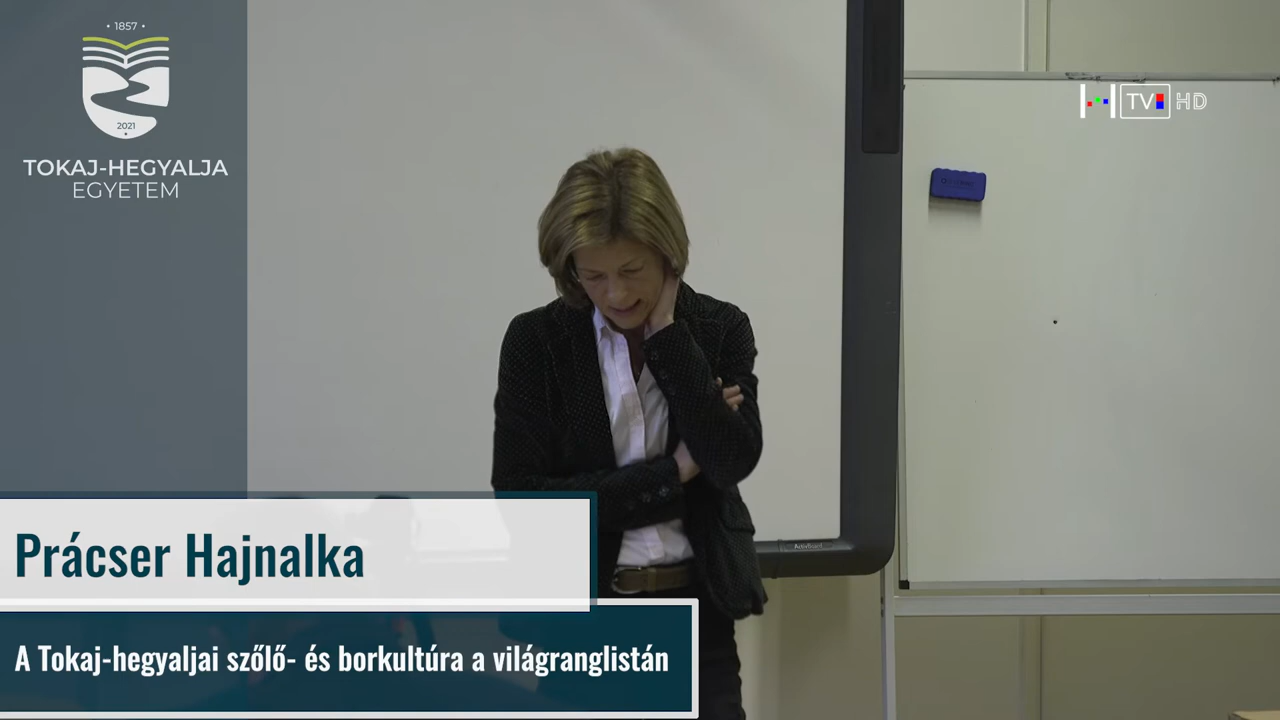 • 1857 •
2021
TOKAJ-HEGYALJA
EGYETEM
TV HD
Prácser Hajnalka
A Tokaj-hegyaljai szőlő- és borkultúra a világranglistán